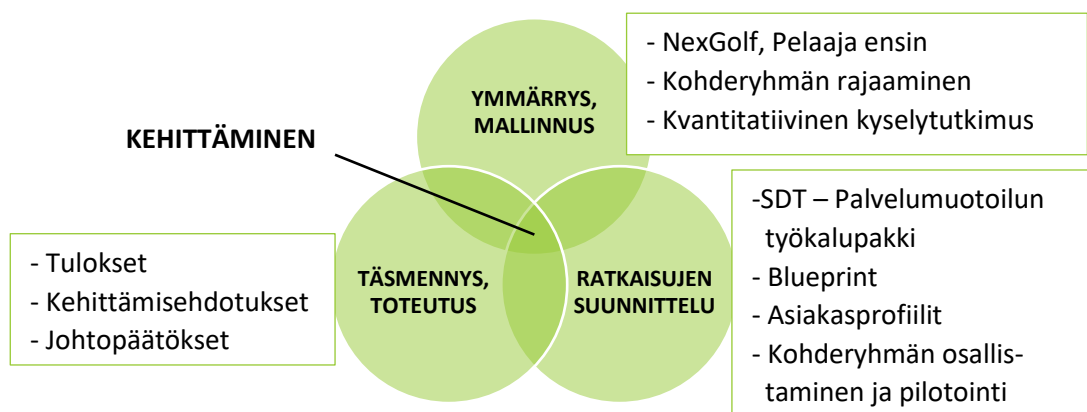 - NexGolf, Pelaaja ensin
- Kohderyhmän rajaaminen
- Kvantitatiivinen kyselytutkimus
YMMÄRRYS,
MALLINNUS
KEHITTÄMINEN
-SDT – Palvelumuotoilun
työkalupakki
- Blueprint
- Asiakasprofiilit
- Kohderyhmän osallis-
taminen ja pilotointi
- Tulokset
- Kehittämisehdotukset
- Johtopäätökset
TÄSMENNYS,
TOTEUTUS
RATKAISUJEN
SUUNNITTELU